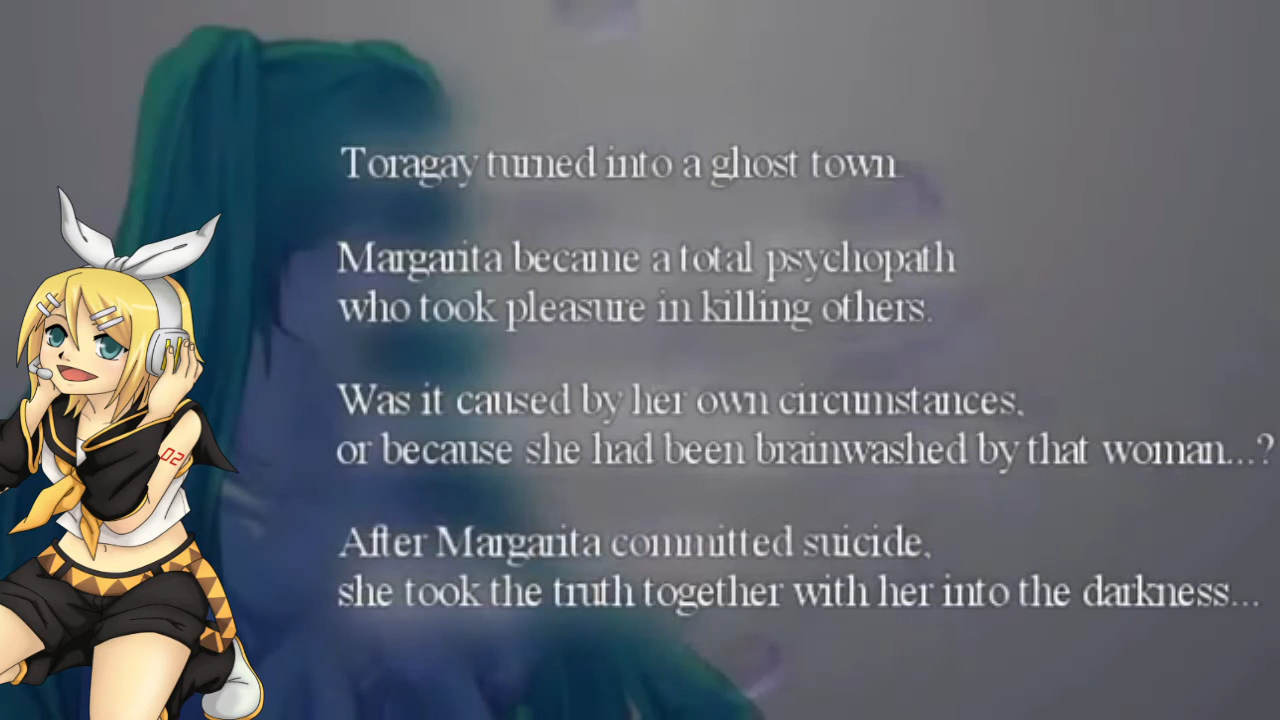 Toragay turned into a ghost town.
Margarita became a total psychopath
who took pleasure in killing others.
Was it caused by her own circumstances,
or because she had been brainwashed by that woman...?
After Margarita committed suicide,
she took the truth together with her into the darkness...
02